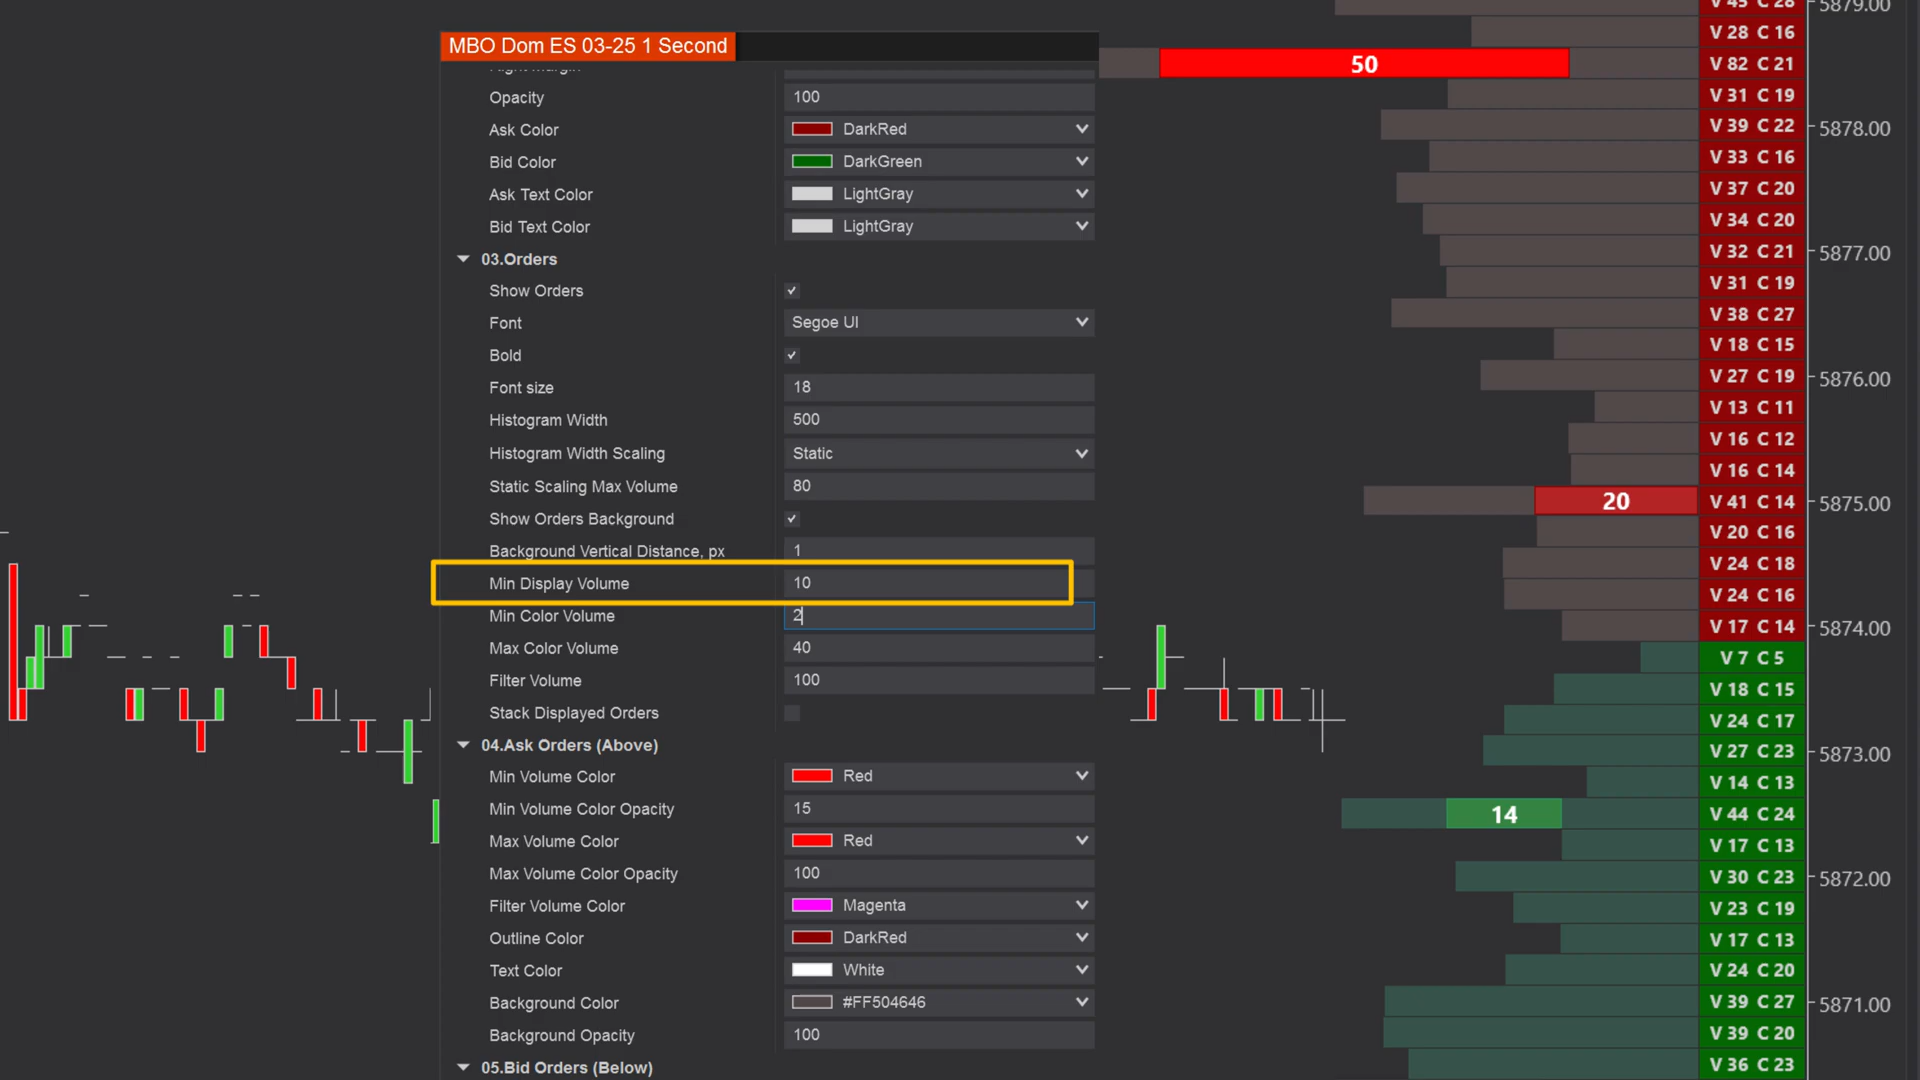 MBO Dom ES 03-25 1 Second
Opacity 100
Ask Color DarkRed
Bid Color DarkGreen
Ask Text Color LightGray
Bid Text Color LightGray
03.Orders
Show Orders
Font Segoe UI
Bold
Font size 18
Histogram Width 500
Histogram Width Scaling Static
Static Scaling Max Volume 80
Show Orders Background
Background Vertical Distance, px 1
Min Display Volume 10
Min Color Volume 2
Max Color Volume 40
Filter Volume 100
Stack Displayed Orders
04.Ask Orders (Above)
Min Volume Color Red
Min Volume Color Opacity 15
Max Volume Color Red
Max Volume Color Opacity 100
Filter Volume Color Magenta
Outline Color DarkRed
Text Color White
Background Color #FF504646
Background Opacity 100
05.Bid Orders (Below)
V 45 C 28 5879.00
V 28 C 16
50 V 82 C 21
V 31 C 19
V 39 C 22 5878.00
V 33 C 16
V 37 C 20
V 34 C 20
V 32 C 21 5877.00
V 31 C 19
V 38 C 27
V 18 C 15
V 27 C 19 5876.00
V 13 C 11
V 16 C 12
V 16 C 14
20 V 41 C 14 5875.00
V 20 C 16
V 24 C 18
V 24 C 16
V 17 C 14 5874.00
V 7 C 5
V 18 C 15
V 24 C 17
V 27 C 23 5873.00
V 14 C 13
14 V 44 C 24
V 17 C 13
V 30 C 23 5872.00
V 23 C 19
V 17 C 13
V 24 C 20
V 39 C 27 5871.00
V 39 C 20
V 36 C 23